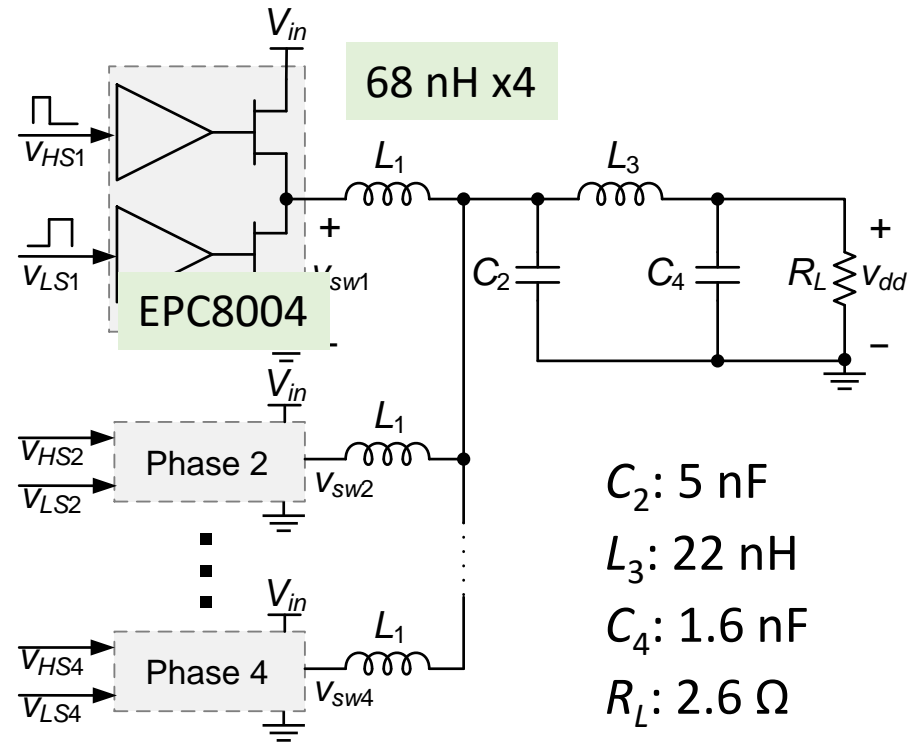 V_in
68 nH x4
v_HS1
L_1
L_3
+
v_LS1
v_sw1
C_2
C_4
R_L
+
v_dd
−
EPC8004
−
V_in
v_HS2
Phase 2
L_1
v_LS2
v_sw2
C_2: 5 nF
L_3: 22 nH
V_in
C_4: 1.6 nF
v_HS4
Phase 4
L_1
v_LS4
v_sw4
R_L: 2.6 Ω